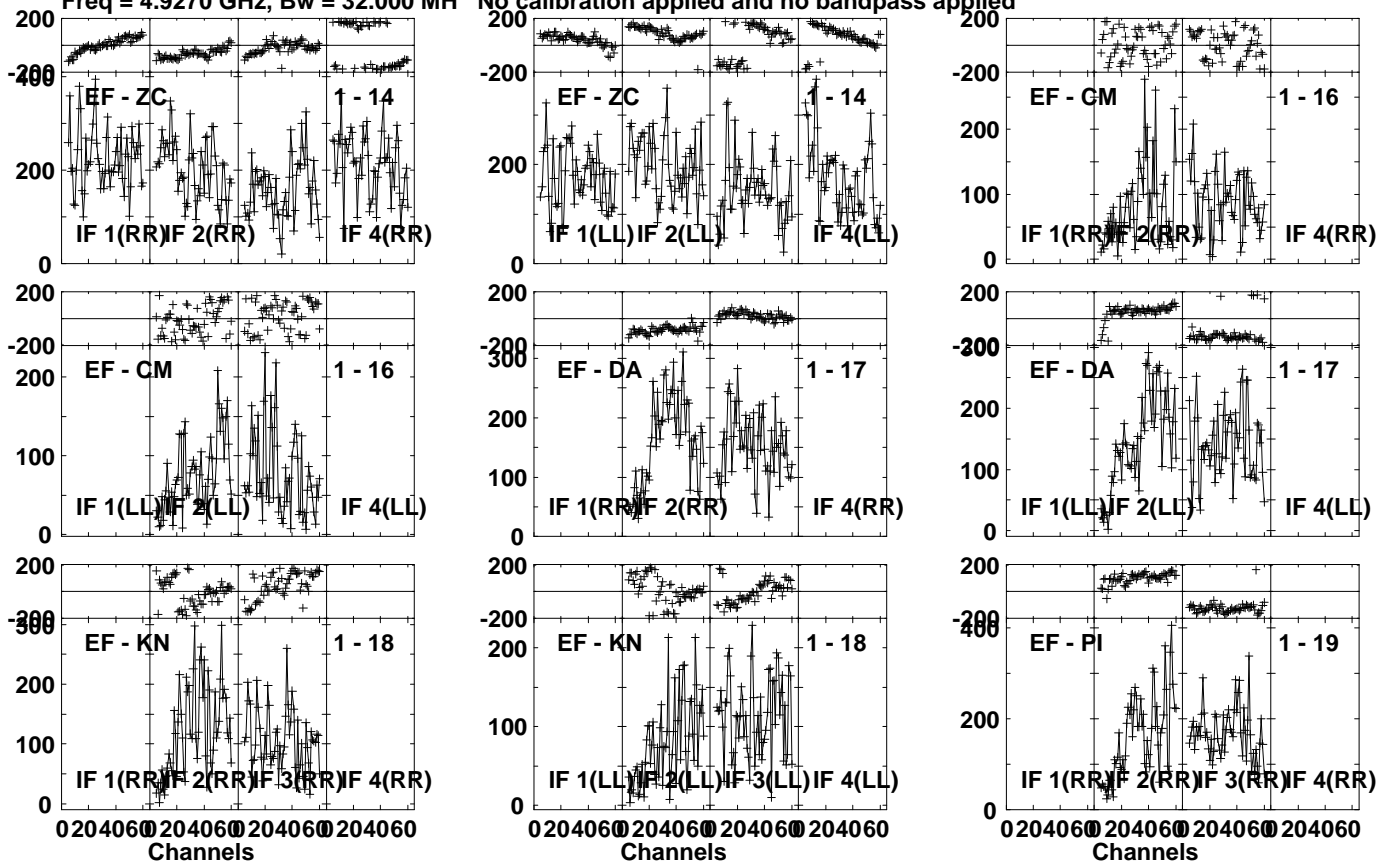 Freq = 4.9270 GHz, Bw = 32.000 MH No calibration applied and no bandpass applied
200 200 200
-200 -200 -200
400
EF - ZC 1 - 14 EF - ZC 1 - 14 EF - CM 1 - 16
200
200 200
100
IF 1(RR) IF 2(RR) IF 4(RR) IF 1(LL) IF 2(LL) IF 4(LL) IF 1(RR) IF 2(RR) IF 4(RR)
0 0 0
200 200 200
-200 -200 -200
300 300
EF - CM 1 - 16 EF - DA 1 - 17 EF - DA 1 - 17
200 200 200
100 100 100
IF 1(LL) IF 2(LL) IF 4(LL) IF 1(RR) IF 2(RR) IF 4(RR) IF 1(LL) IF 2(LL) IF 4(LL)
0 0 0
200 200 200
-200 -200 -200
300 400
EF - KN 1 - 18 EF - KN 1 - 18 EF - PI 1 - 19
200 200 200
100 100
IF 1(RR) IF 2(RR) IF 3(RR) IF 4(RR) IF 1(LL) IF 2(LL) IF 3(LL) IF 4(LL) IF 1(RR) IF 2(RR) IF 3(RR) IF 4(RR)
0 0 0
0 20 40 60 0 20 40 60 0 20 40 60 0 20 40 60 0 20 40 60 0 20 40 60 0 20 40 60 0 20 40 60 0 20 40 60 0 20 40 60 0 20 40 60 0 20 40 60
Channels Channels Channels